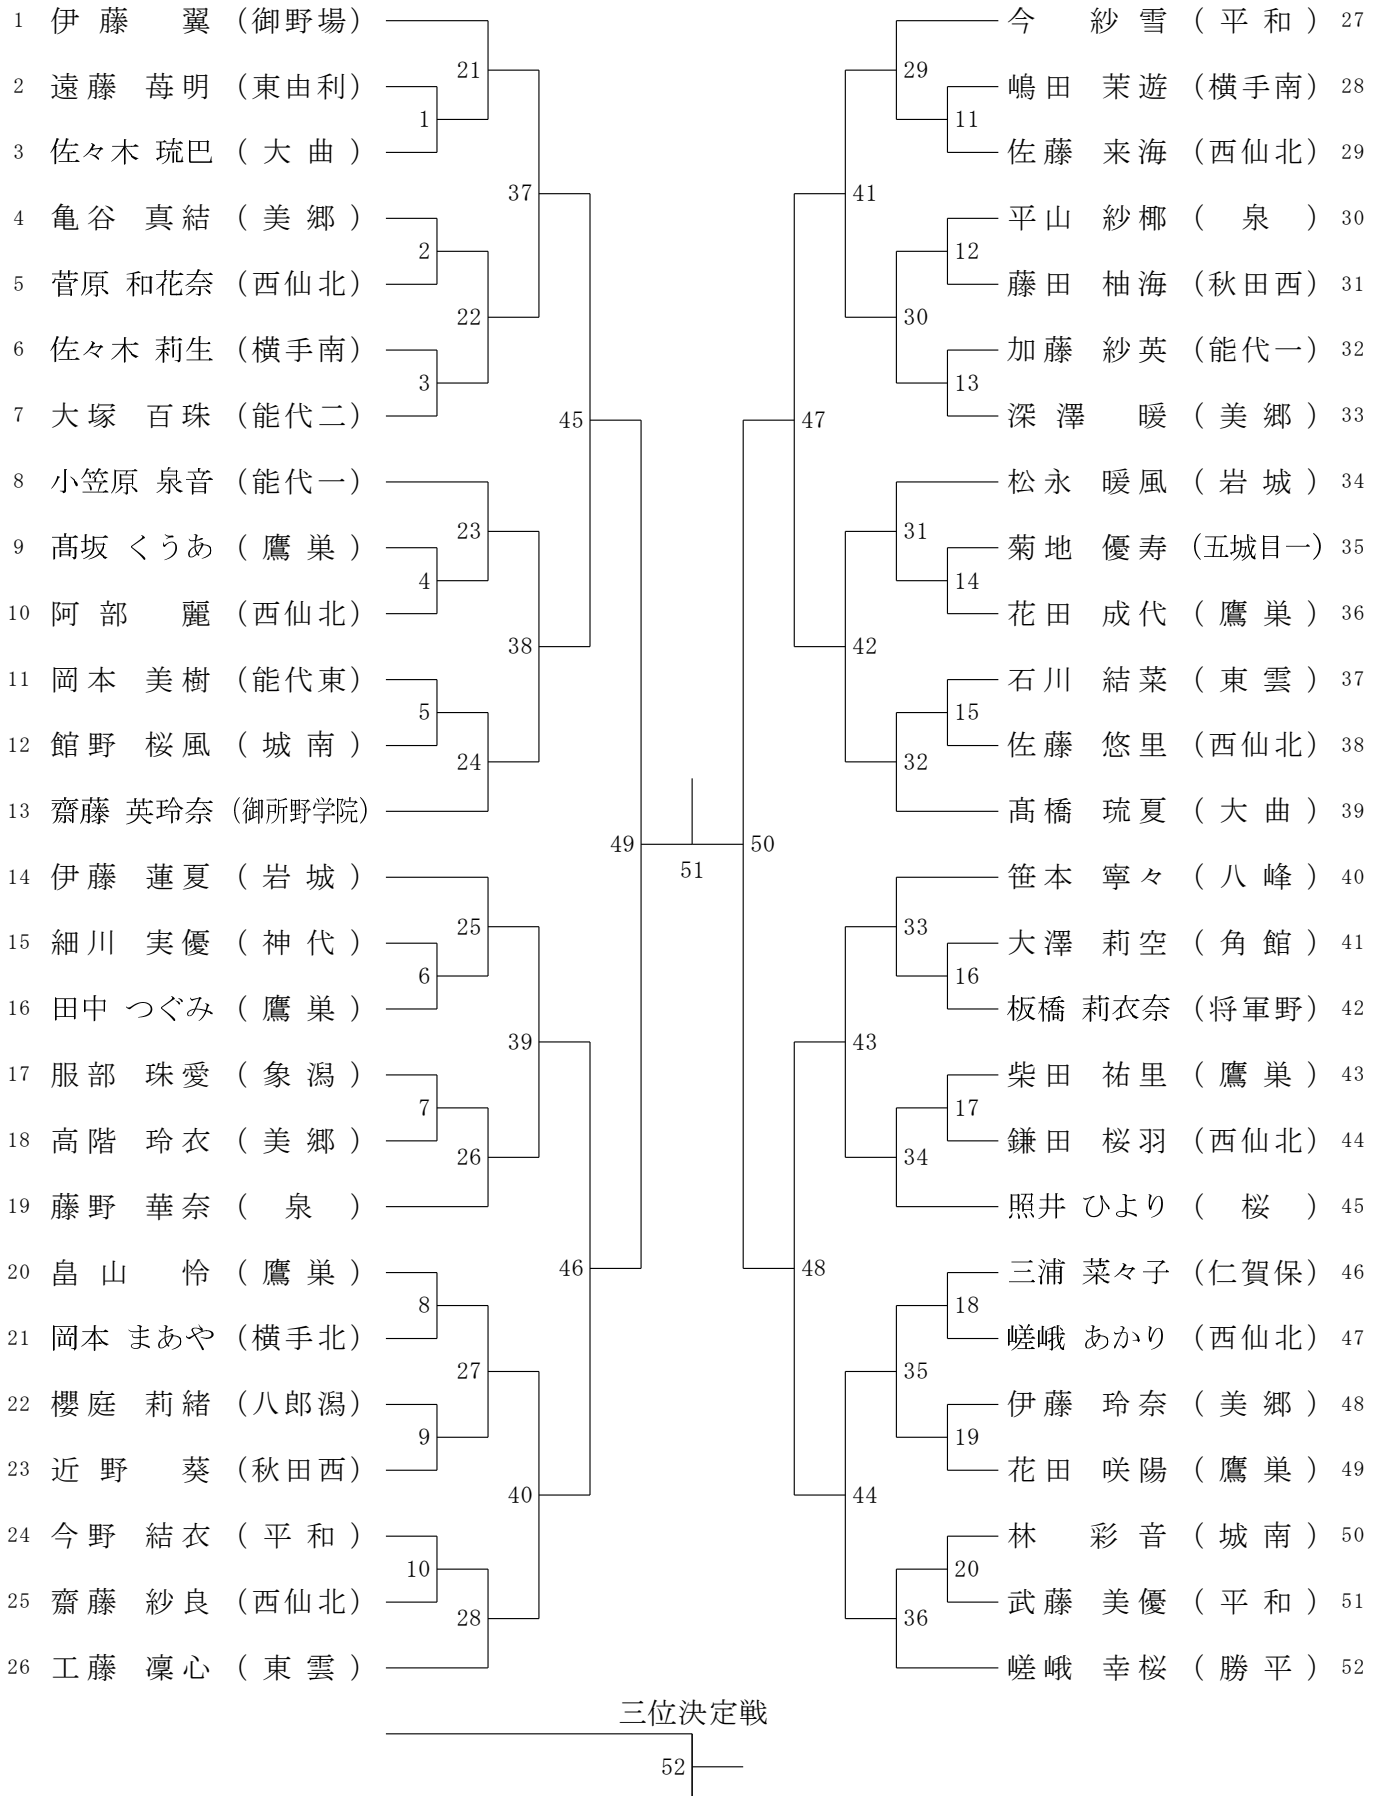 1 伊藤 翼 (御野場)
2 遠藤 苺明 (東由利)
3 佐々木 琉巴 (大曲)
4 亀谷 真結 (美郷)
5 菅原 和花奈 (西仙北)
6 佐々木 莉生 (横手南)
7 大塚 百珠 (能代二)
8 小笠原 泉音 (能代一)
9 髙坂 くうあ (鷹巣)
10 阿部 麗 (西仙北)
11 岡本 美樹 (能代東)
12 館野 桜風 (城南)
13 齋藤 英玲奈 (御所野学院)
14 伊藤 蓮夏 (岩城)
15 細川 実優 (神代)
16 田中 つぐみ (鷹巣)
17 服部 珠愛 (象潟)
18 高階 玲衣 (美郷)
19 藤野 華奈 (泉)
20 畠山 怜 (鷹巣)
21 岡本 まあや (横手北)
22 櫻庭 莉緒 (八郎潟)
23 近野 葵 (秋田西)
24 今野 結衣 (平和)
25 齋藤 紗良 (西仙北)
26 工藤 凜心 (東雲)
1
2
3
4
5
6
7
8
9
10
21
22
23
24
25
26
27
28
37
38
39
40
45
46
49
51
50
47
48
41
42
43
44
29
30
31
32
33
34
35
36
11
12
13
14
15
16
17
18
19
20
今 紗雪 (平和) 27
嶋田 茉遊 (横手南) 28
佐藤 来海 (西仙北) 29
平山 紗椰 (泉) 30
藤田 柚海 (秋田西) 31
加藤 紗英 (能代一) 32
深澤 暖 (美郷) 33
松永 暖風 (岩城) 34
菊地 優寿 (五城目一) 35
花田 成代 (鷹巣) 36
石川 結菜 (東雲) 37
佐藤 悠里 (西仙北) 38
髙橋 琉夏 (大曲) 39
笹本 寧々 (八峰) 40
大澤 莉空 (角館) 41
板橋 莉衣奈 (将軍野) 42
柴田 祐里 (鷹巣) 43
鎌田 桜羽 (西仙北) 44
照井 ひより (桜) 45
三浦 菜々子 (仁賀保) 46
嵯峨 あかり (西仙北) 47
伊藤 玲奈 (美郷) 48
花田 咲陽 (鷹巣) 49
林 彩音 (城南) 50
武藤 美優 (平和) 51
嵯峨 幸桜 (勝平) 52
三位決定戦
52